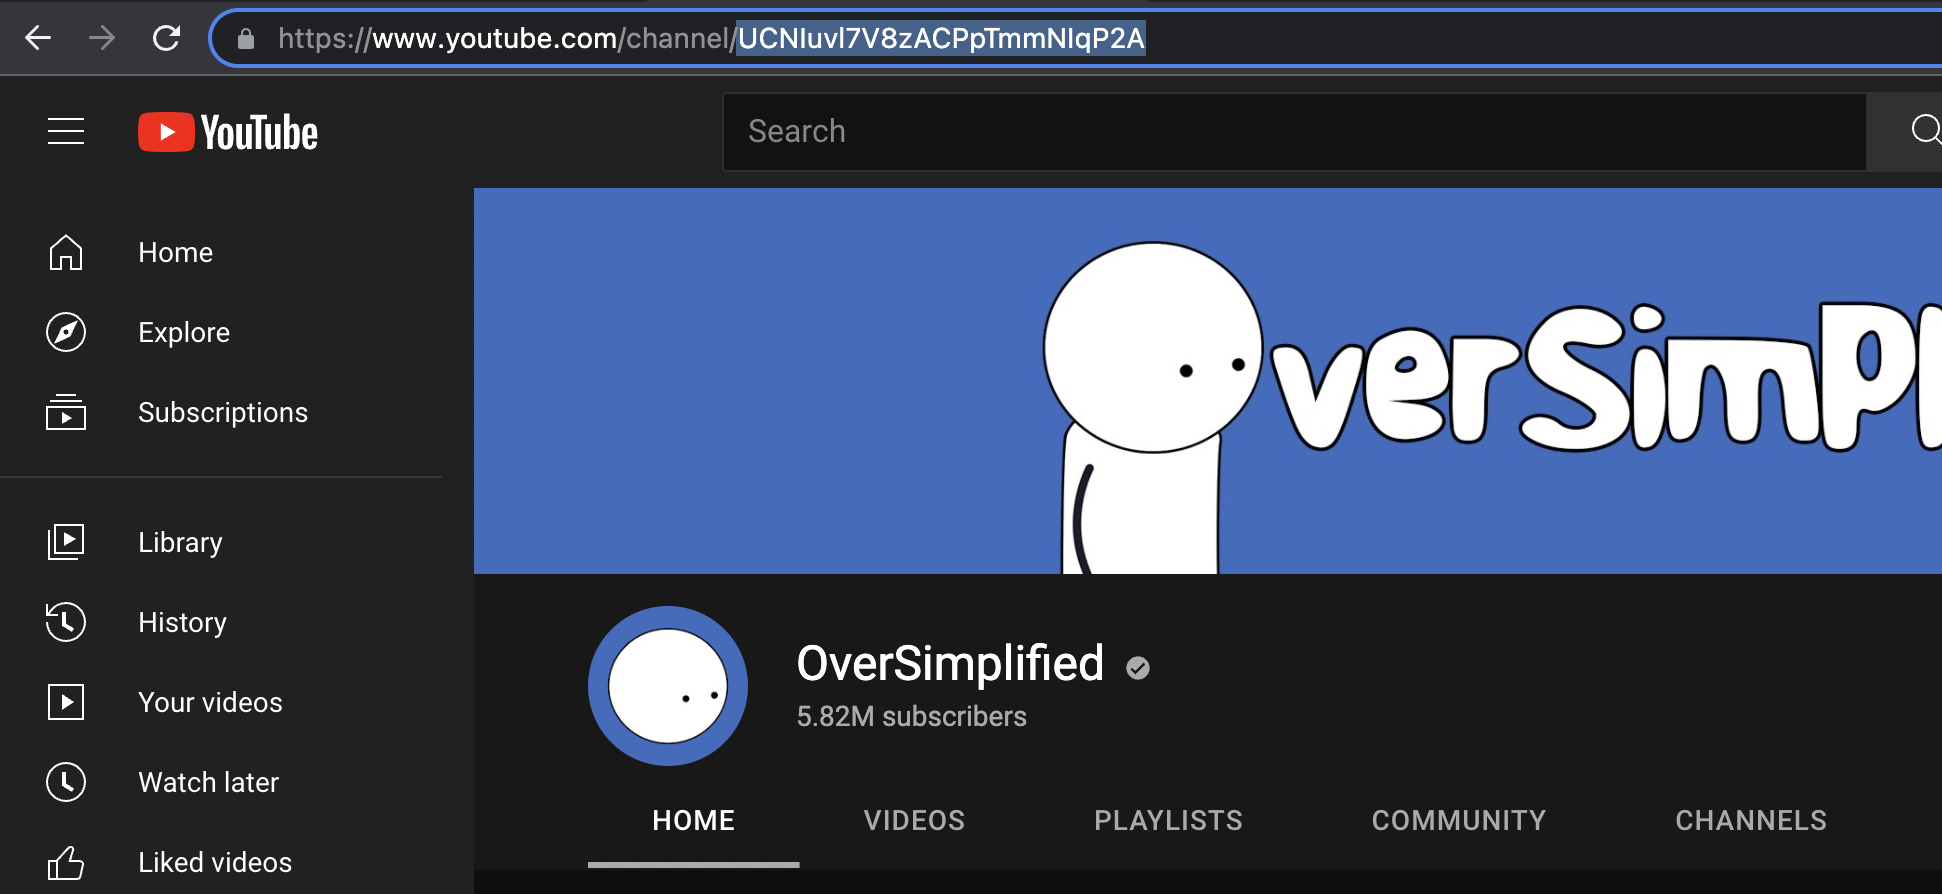 https://www.youtube.com/channel/UCNIuvl7V8zACPpTmmNIqP2A
YouTube
Search
Home
Explore
Subscriptions
Library
History
Your videos
Watch later
Liked videos
verSimpl
OverSimplified
5.82M subscribers
HOME VIDEOS PLAYLISTS COMMUNITY CHANNELS